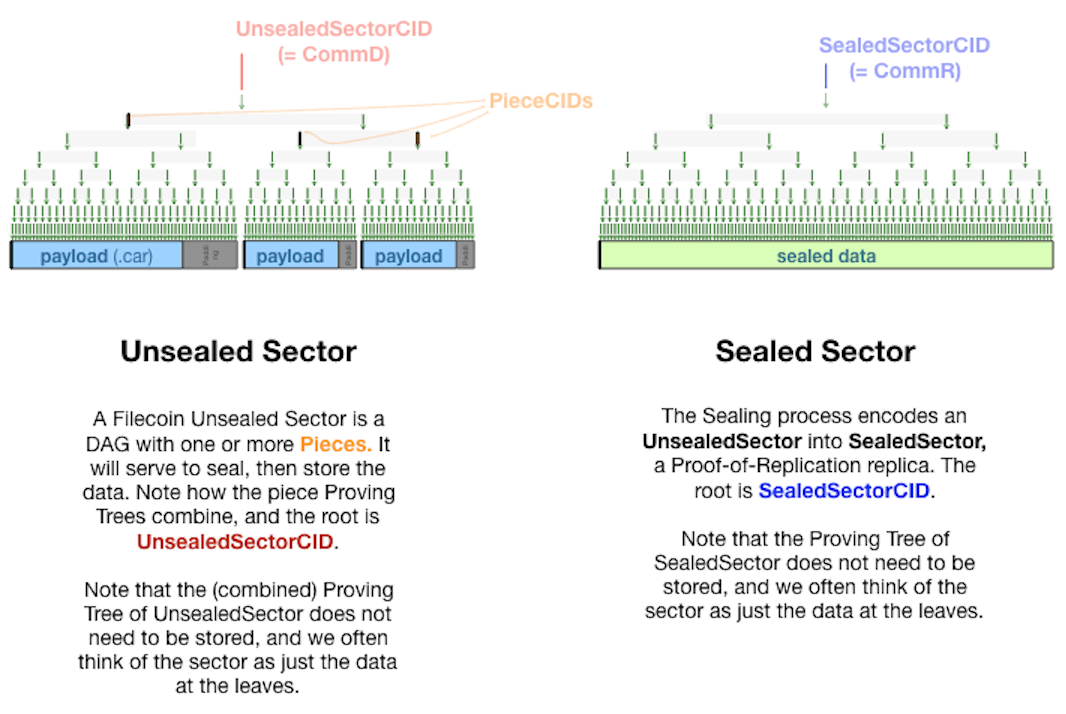 UnsealedSectorCID
(= CommD)
PieceCIDs
SealedSectorCID
(= CommR)
payload (.car)
Paddi
ng
payload
Paddi
payload
Paddi
sealed data
Unsealed Sector
A Filecoin Unsealed Sector is a
DAG with one or more Pieces. It
will serve to seal, then store the
data. Note how the piece Proving
Trees combine, and the root is
UnsealedSectorCID.
Note that the (combined) Proving
Tree of UnsealedSector does not
need to be stored, and we often
think of the sector as just the data
at the leaves.
Sealed Sector
The Sealing process encodes an
UnsealedSector into SealedSector,
a Proof-of-Replication replica. The
root is SealedSectorCID.
Note that the Proving Tree of
SealedSector does not need to be
stored, and we often think of the
sector as just the data at the leaves.